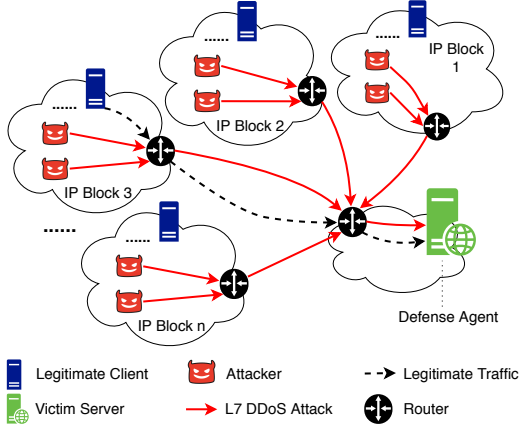 ......
......
IP Block
1
IP Block 2
......
IP Block 3
......
......
IP Block n
Defense Agent
Legitimate Client
Attacker
Legitimate Traffic
Victim Server
L7 DDoS Attack
Router